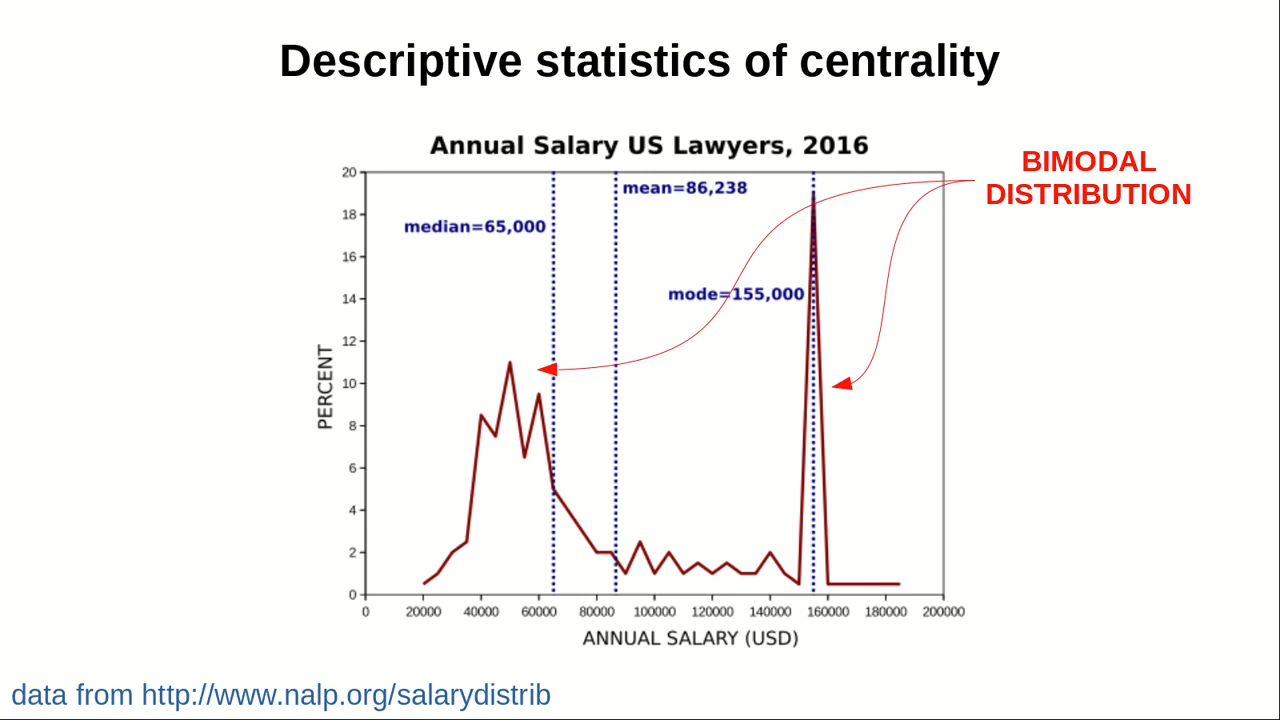 Descriptive statistics of centrality
Annual Salary US Lawyers, 2016
BIMODAL
DISTRIBUTION
mean=86,238
median=65,000
mode=155,000
PERCENT
20
18
16
14
12
10
8
6
4
2
0
0 20000 40000 60000 80000 100000 120000 140000 160000 180000 200000
ANNUAL SALARY (USD)
data from http://www.nalp.org/salarydistrib